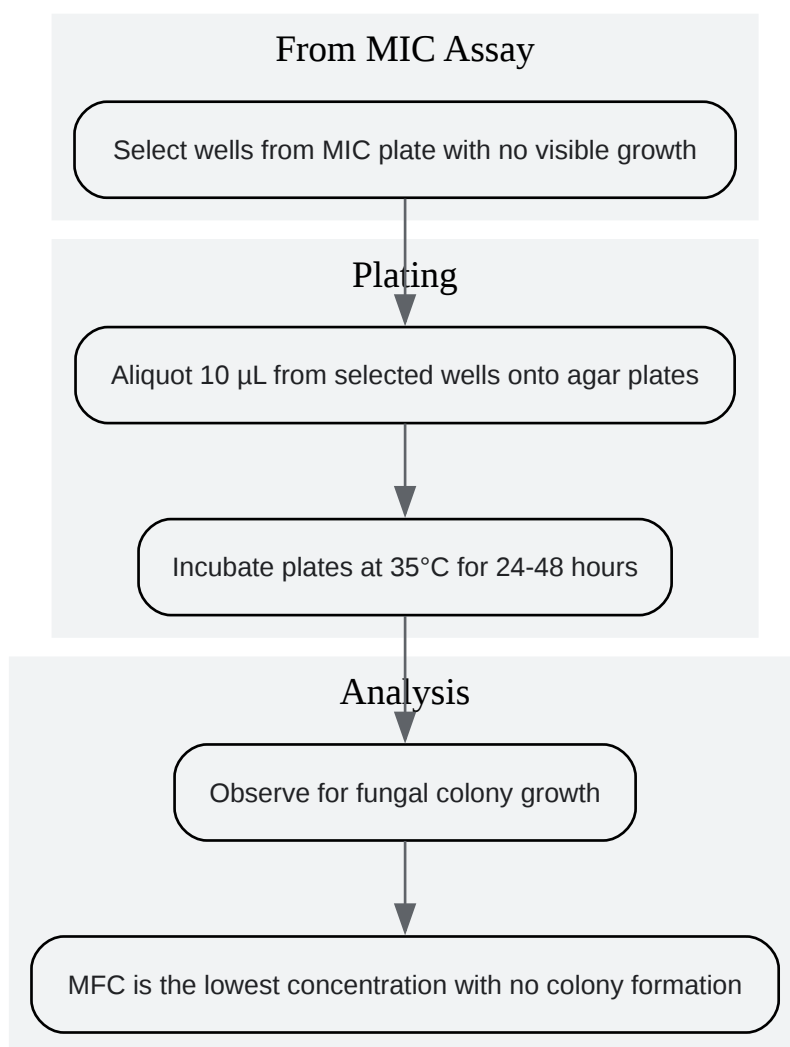 From MIC Assay
Select wells from MIC plate with no visible growth
Plating
Aliquot 10 µL from selected wells onto agar plates
Incubate plates at 35°C for 24-48 hours
Analysis
Observe for fungal colony growth
MFC is the lowest concentration with no colony formation